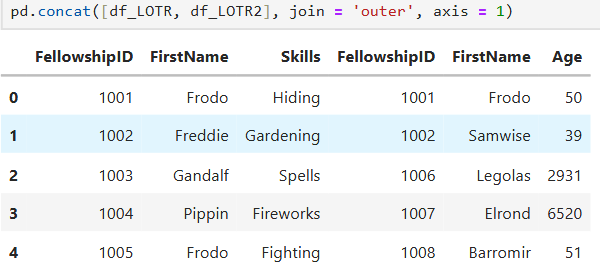 pd.concat([df_LOTR, df_LOTR2], join = 'outer', axis = 1)
FellowshipID FirstName Skills FellowshipID FirstName Age
0 1001 Frodo Hiding 1001 Frodo 50
1 1002 Freddie Gardening 1002 Samwise 39
2 1003 Gandalf Spells 1006 Legolas 2931
3 1004 Pippin Fireworks 1007 Elrond 6520
4 1005 Frodo Fighting 1008 Barromir 51